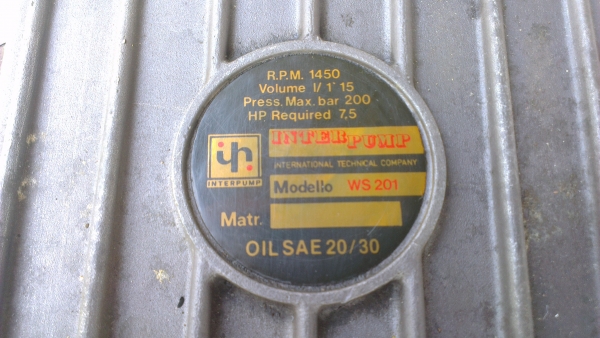 R.P.M. 1450
Volume l/1' 15
Press. Max. bar 200
HP. Required 7,5
INTERPUMP
ih
INTERPUMP
INTERNATIONAL TECHNICAL COMPANY
Modello WS 201
Matr.
OIL SAE 20/30